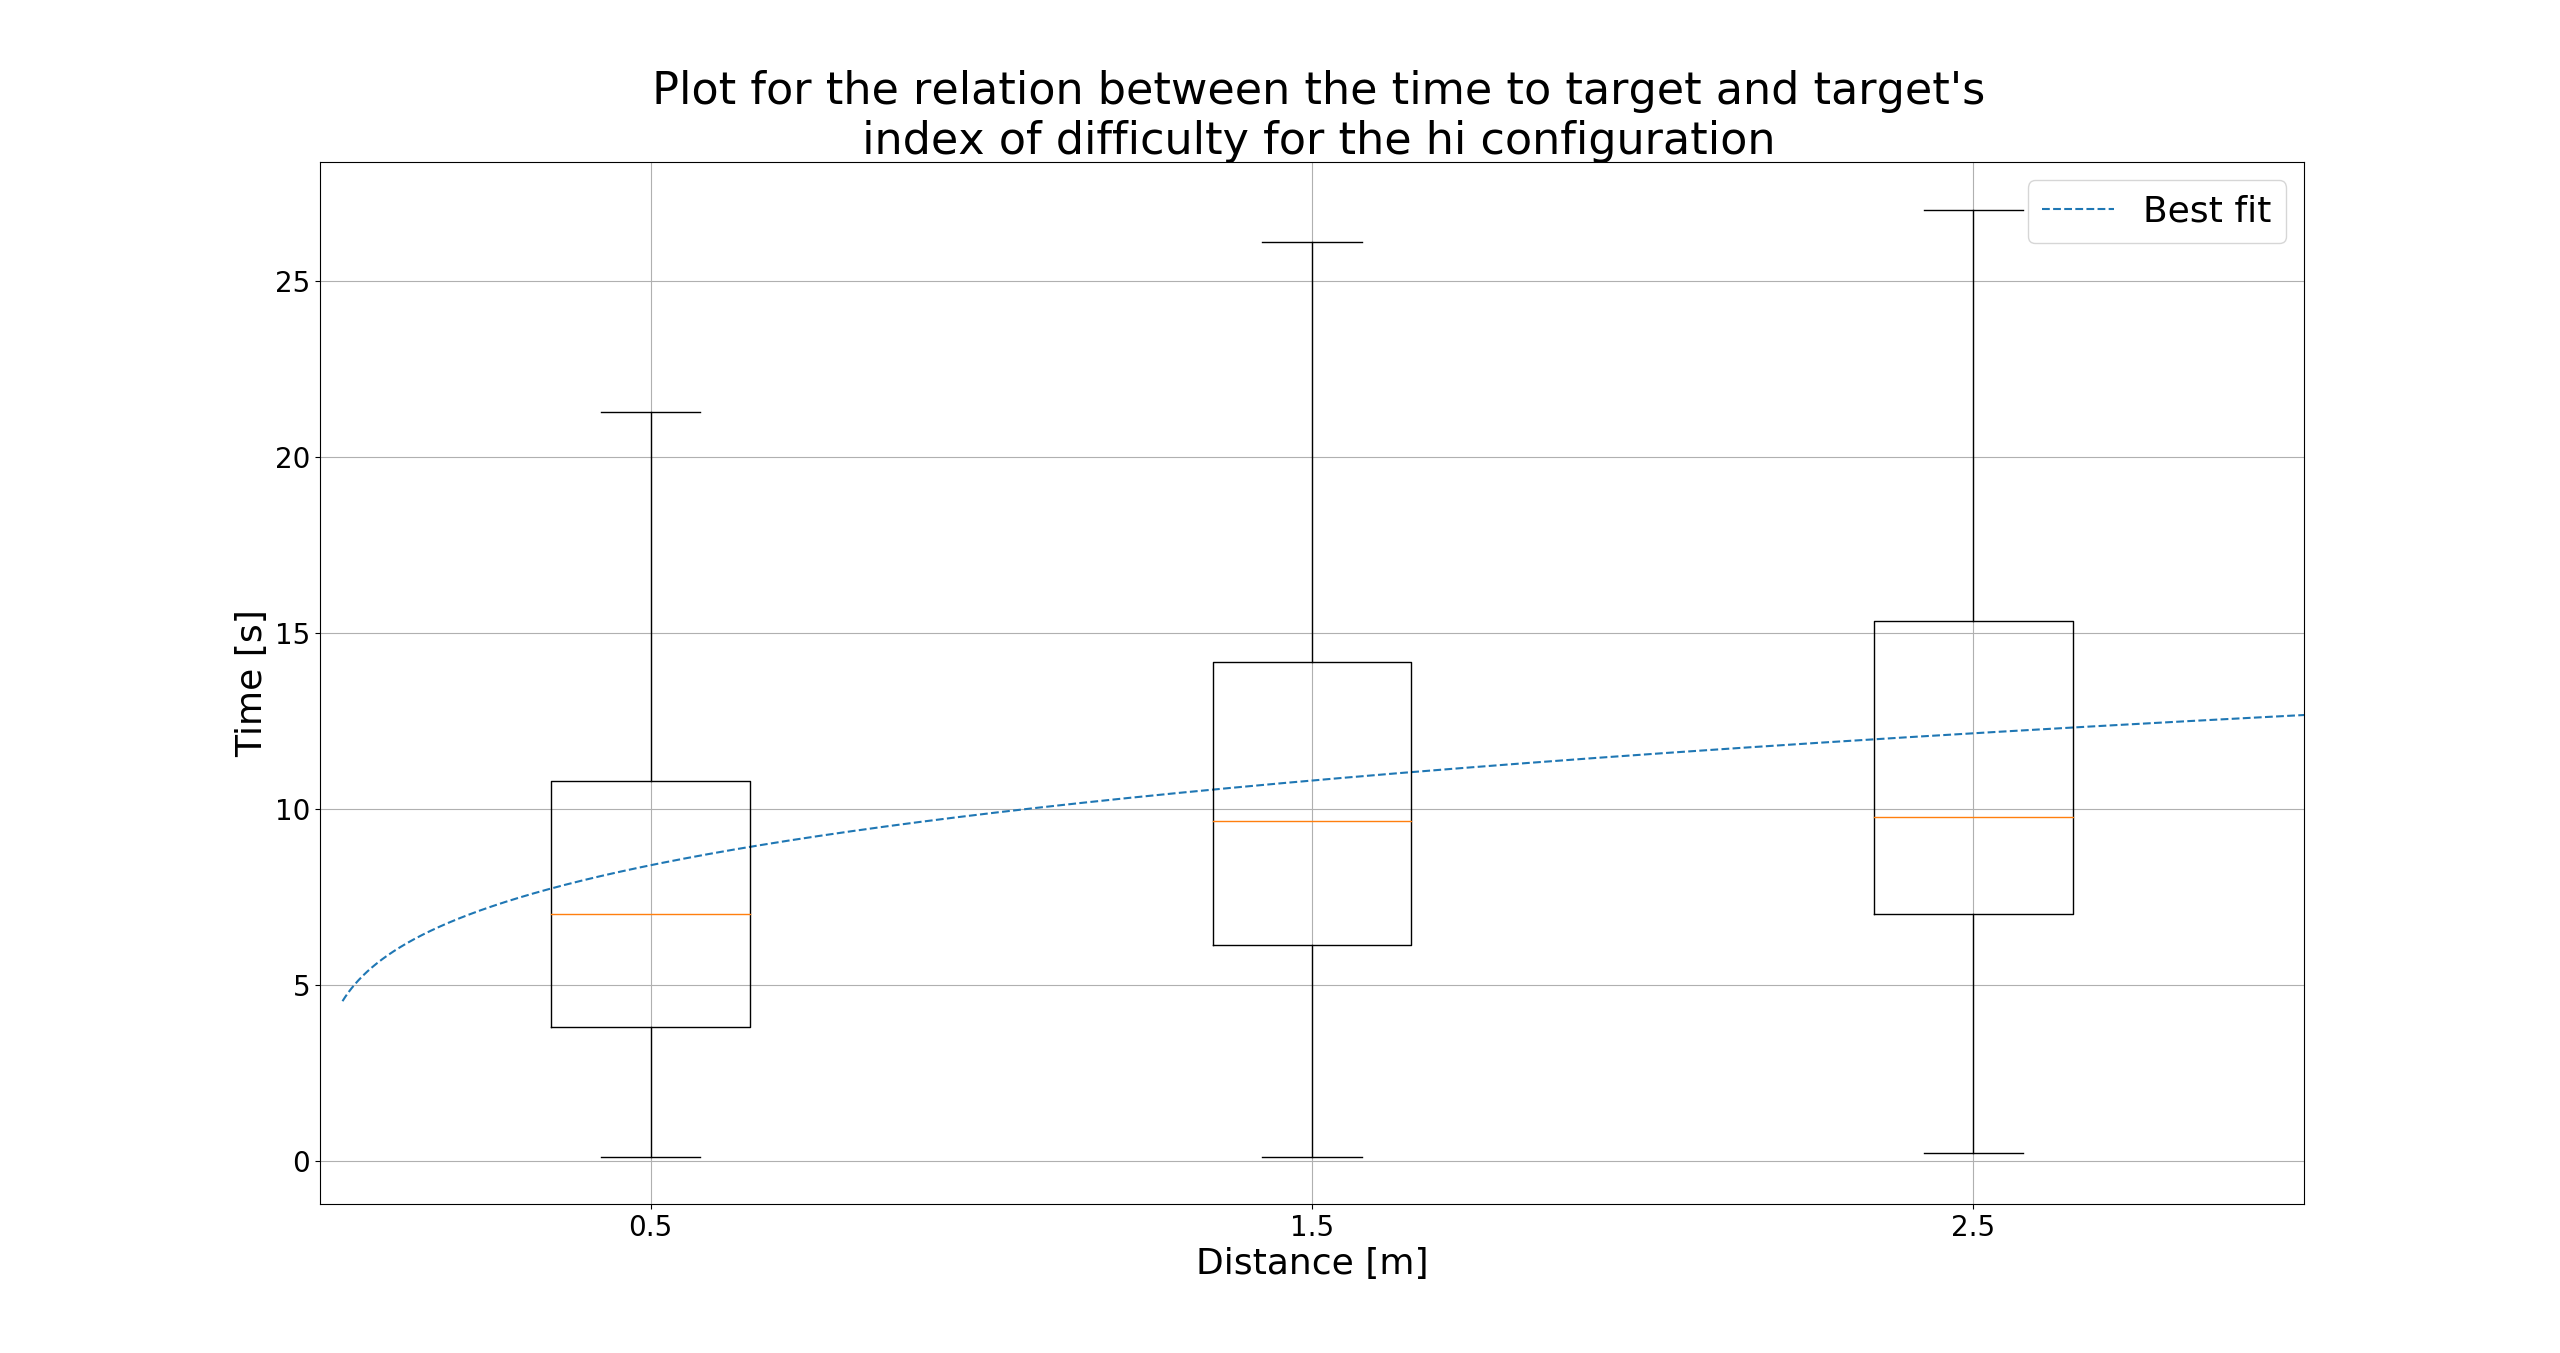 Plot for the relation between the time to target and target's
index of difficulty for the hi configuration
Best fit
25
20
15
10
5
0
Time [s]
0.5 1.5 2.5
Distance [m]